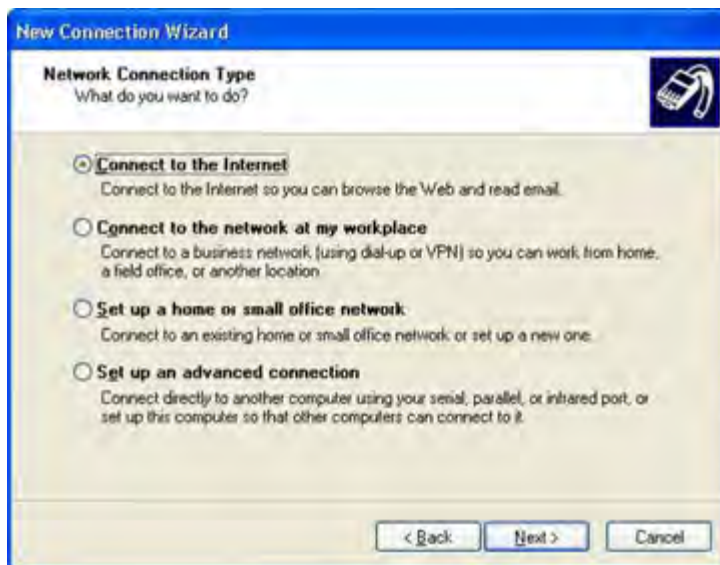 New Connection Wizard
Network Connection Type
What do you want to do?
Connect to the Internet
Connect to the Internet so you can browse the Web and read email.
Connect to the network at my workplace
Connect to a business network (using dial-up or VPN) so you can work from home,
a field office, or another location.
Set up a home or small office network
Connect to an existing home or small office network or set up a new one.
Set up an advanced connection
Connect directly to another computer using your serial, parallel, or infrared port, or
set up this computer so that other computers can connect to it.
< Back
Next >
Cancel